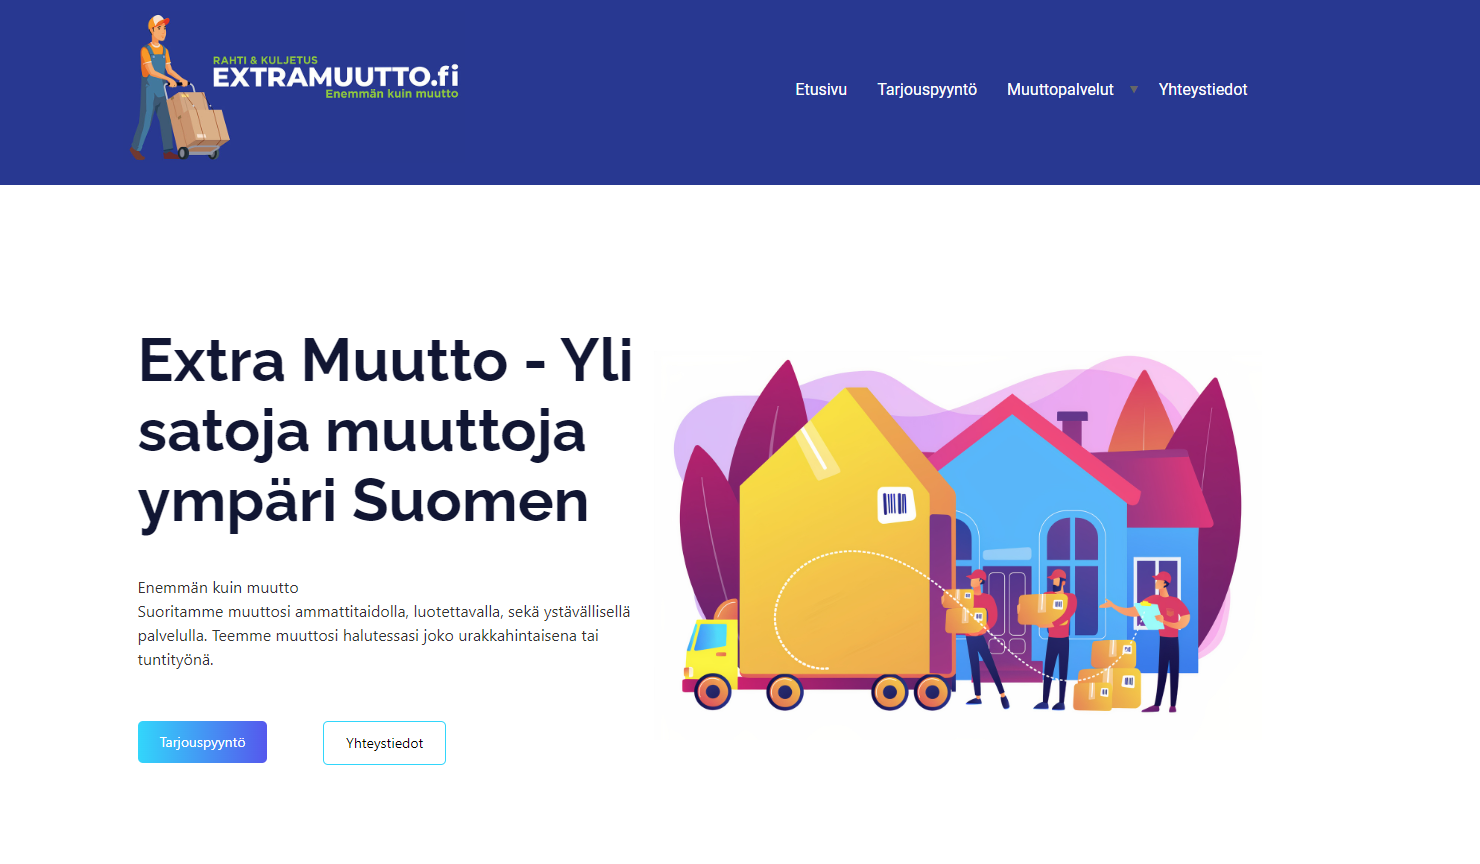 RAHTI & KULJETUS
EXTRAMUUTTO.fi
Enemmän kuin muutto
Etusivu
Tarjouspyyntö
Muuttopalvelut
Yhteystiedot
Extra Muutto - Yli
satoja muuttoja
ympäri Suomen
Enemmän kuin muutto
Suoritamme muuttosi ammattitaidolla, luotettavalla, sekä ystävällisellä
palvelulla. Teemme muuttosi halutessasi joko urakkahintaisena tai
tuntityönä.
Tarjouspyyntö
Yhteystiedot